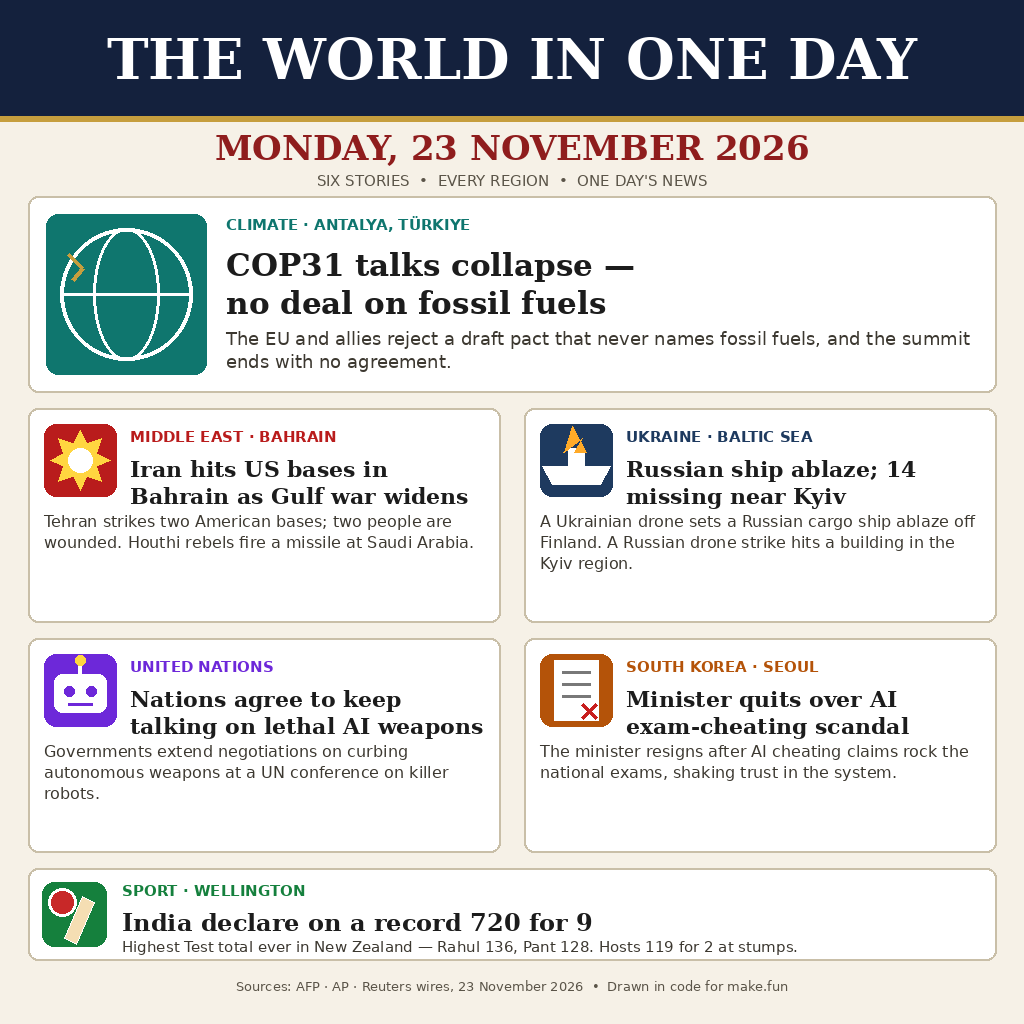 THE WORLD IN ONE DAY
MONDAY, 23 NOVEMBER 2026
SIX STORIES • EVERY REGION • ONE DAY'S NEWS
CLIMATE · ANTALYA, TÜRKIYE
COP31 talks collapse —
no deal on fossil fuels
The EU and allies reject a draft pact that never names fossil fuels, and the summit
ends with no agreement.
MIDDLE EAST · BAHRAIN
Iran hits US bases in
Bahrain as Gulf war widens
Tehran strikes two American bases; two people are
wounded. Houthi rebels fire a missile at Saudi Arabia.
UKRAINE · BALTIC SEA
Russian ship ablaze; 14
missing near Kyiv
A Ukrainian drone sets a Russian cargo ship ablaze off
Finland. A Russian drone strike hits a building in the
Kyiv region.
UNITED NATIONS
Nations agree to keep
talking on lethal AI weapons
Governments extend negotiations on curbing
autonomous weapons at a UN conference on killer
robots.
SOUTH KOREA · SEOUL
Minister quits over AI
exam-cheating scandal
The minister resigns after AI cheating claims rock the
national exams, shaking trust in the system.
SPORT · WELLINGTON
India declare on a record 720 for 9
Highest Test total ever in New Zealand — Rahul 136, Pant 128. Hosts 119 for 2 at stumps.
Sources: AFP · AP · Reuters wires, 23 November 2026 • Drawn in code for make.fun